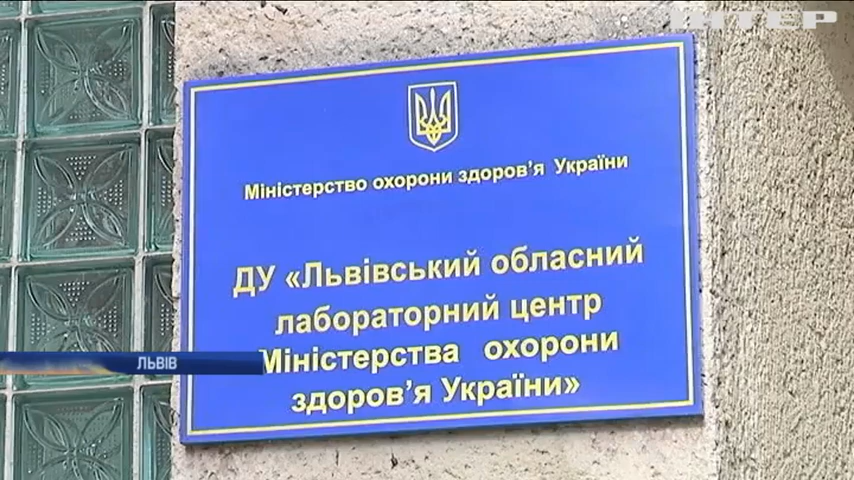 ІНТЕР
Міністерство охорони здоров'я України
ДУ «Львівський обласний
лабораторний центр
Міністерства охорони
здоров'я України»
ЛЬВІВ